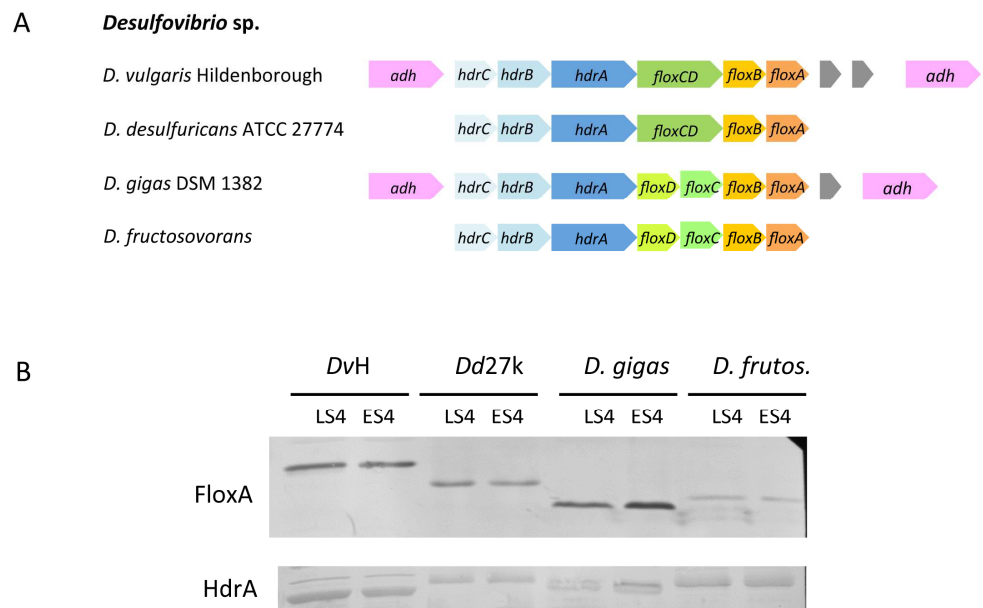 A Desulfovibrio sp.
D. vulgaris Hildenborough adh hdrC hdrB hdrA floxCD floxB floxA adh
D. desulfuricans ATCC 27774 hdrC hdrB hdrA floxCD floxB floxA
D. gigas DSM 1382 adh hdrC hdrB hdrA floxD floxC floxB floxA adh
D. fructosovorans hdrC hdrB hdrA floxD floxC floxB floxA
B DvH Dd27k D. gigas D. frutos.
LS4 ES4 LS4 ES4 LS4 ES4 LS4 ES4
FloxA
HdrA